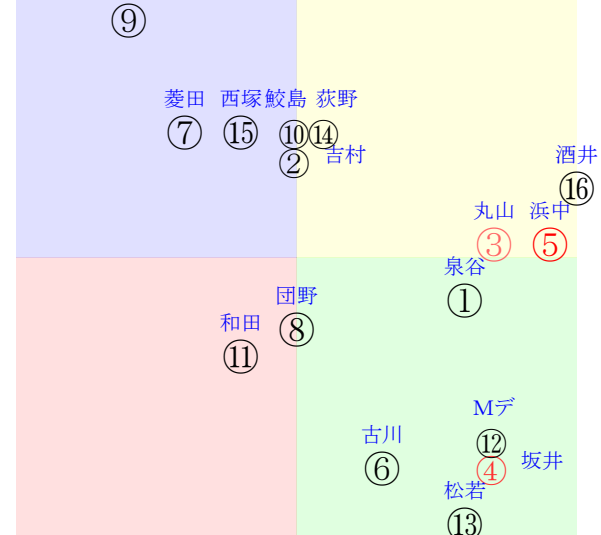 ⑨
菱田 西塚 鮫島 荻野
⑦ ⑮ ⑩ ⑭
② 吉村
酒井
⑯
丸山 浜中
③ ⑤
泉谷
①
団野
⑧
和田
⑪
Mデ
⑫
古川
⑥ ④ 坂井
松若
⑬